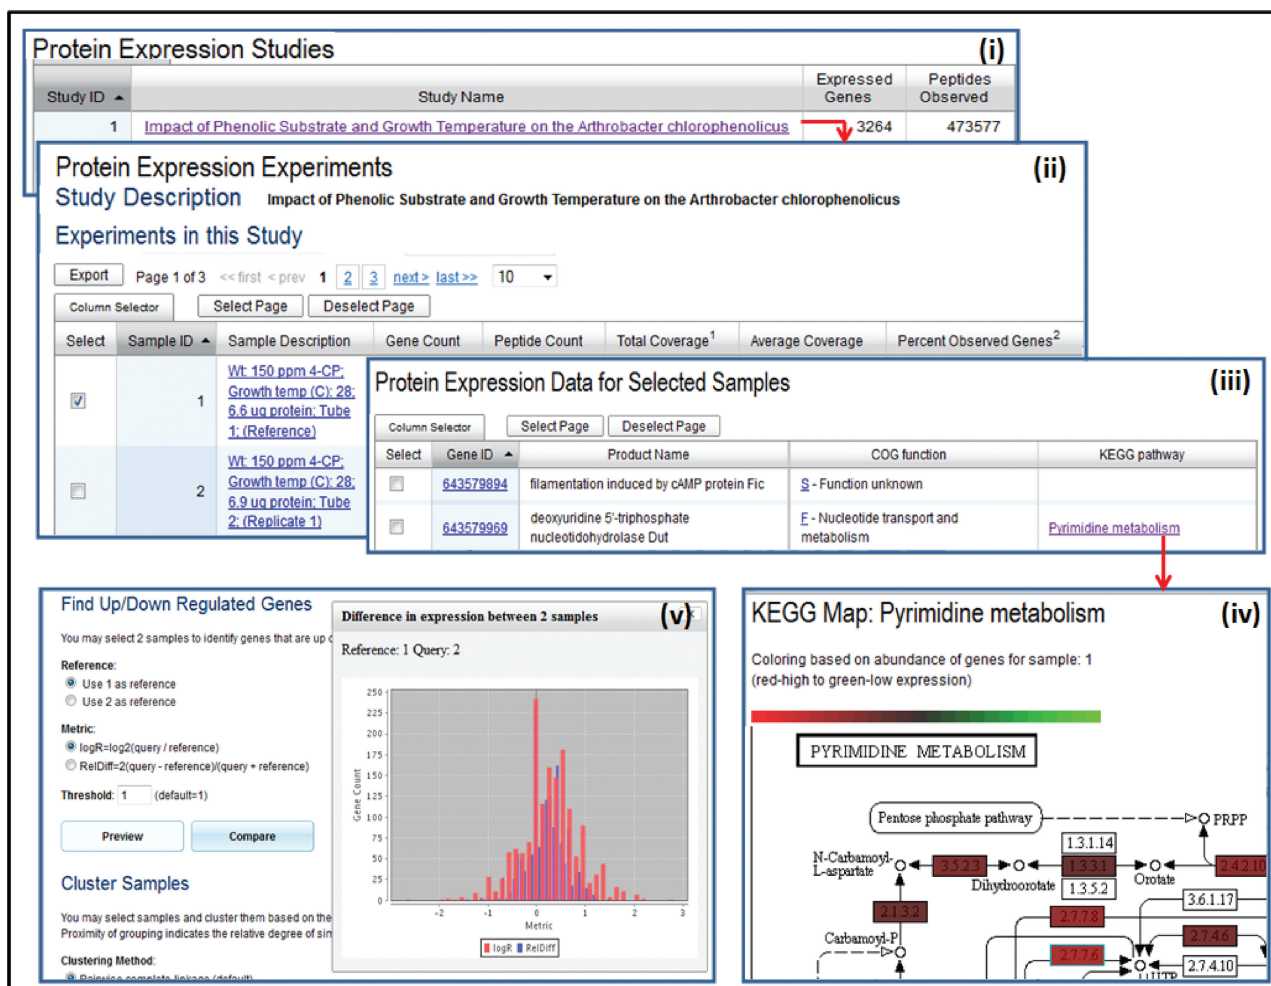 Protein Expression Studies
(i)
Study ID
Study Name
Expressed Genes
Peptides Observed
1
Impact of Phenolic Substrate and Growth Temperature on the Arthrobacter chlorophenolicus
3264
473577
Protein Expression Experiments
(ii)
Study Description
Impact of Phenolic Substrate and Growth Temperature on the Arthrobacter chlorophenolicus
Experiments in this Study
Export Page 1 of 3 << first < prev 1 2 3 next > last >> 10
Column Selector Select Page Deselect Page
Select Sample ID Sample Description Gene Count Peptide Count Total Coverage1 Average Coverage Percent Observed Genes2
1
Wt: 150 ppm 4-CP;
Growth temp (C): 28;
6.6 ug protein; Tube
1; (Reference)
2
Wt: 150 ppm 4-CP;
Growth temp (C): 28;
6.9 ug protein; Tube
2; (Replicate 1)
Protein Expression Data for Selected Samples
(iii)
Column Selector Select Page Deselect Page
Select Gene ID Product Name COG function KEGG pathway
643579894 filamentation induced by cAMP protein Fic S - Function unknown
643579969
deoxyuridine 5'-triphosphate
nucleotidohydrolase Dut
F - Nucleotide transport and
metabolism
Pyrimidine metabolism
Find Up/Down Regulated Genes
You may select 2 samples to identify genes that are up
Reference:
Use 1 as reference
Use 2 as reference
Metric:
logR=log2(query / reference)
RelDiff=2(query - reference)/(query + reference)
Threshold: 1 (default=1)
Preview Compare
Cluster Samples
You may select samples and cluster them based on the
Proximity of grouping indicates the relative degree of
Clustering Method:
Pairwise complete linkage (default)
Difference in expression between 2 samples
(v)
Reference: 1 Query: 2
250
225
200
175
150
125
100
75
50
25
0
Gene Count
-2 -1 0 1 2 3
Metric
logR RelDiff
KEGG Map: Pyrimidine metabolism
(iv)
Coloring based on abundance of genes for sample: 1
(red-high to green-low expression)
PYRIMIDINE METABOLISM
Pentose phosphate pathway
PRPP
N-Carbamoyl-
L-aspartate
3.5.2.3
Dihydroorotate
1.3.1.14
1.3.3.1
1.3.5.2
Orotate
2.4.2.10
3.6.1.17
2.1.3.2
2.7.7.8
2.7.4.6
Carbamoyl-P
2.7.7.6
UTP
2.7.4.10